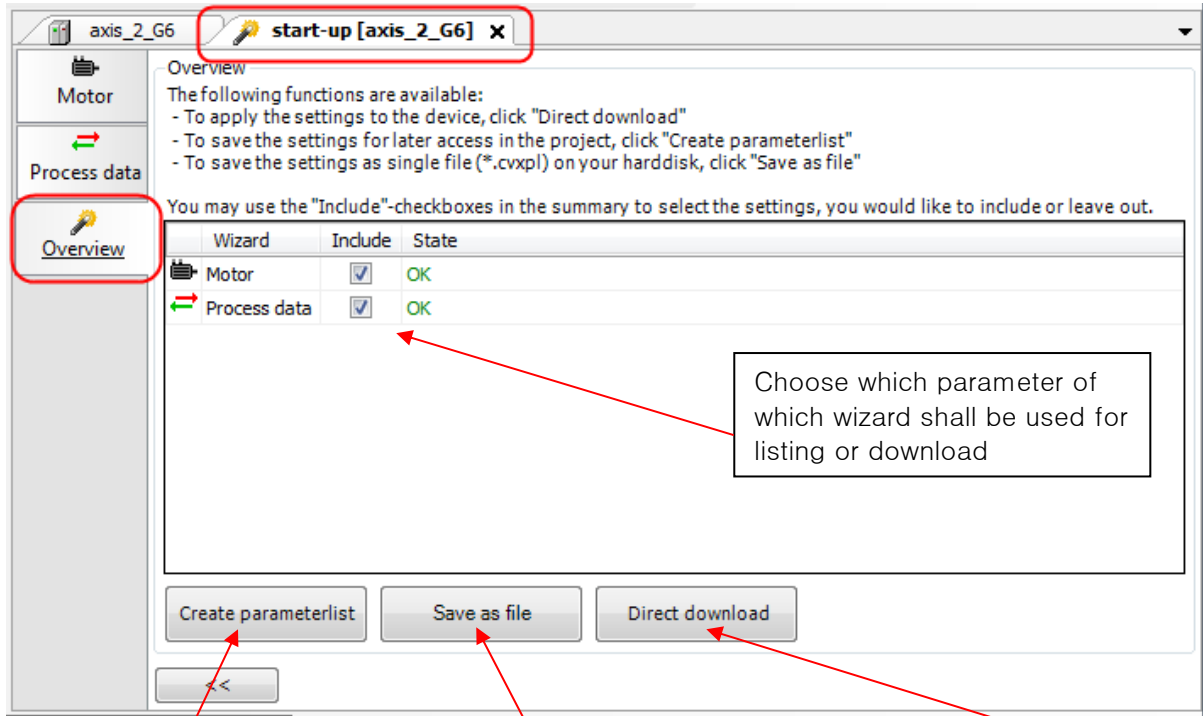 axis_2_G6
start-up [axis_2_G6] x
Motor
Process data
Overview
Overview
The following functions are available:
- To apply the settings to the device, click "Direct download"
- To save the settings for later access in the project, click "Create parameterlist"
- To save the settings as single file (*.cvxpl) on your harddisk, click "Save as file"
You may use the "Include"-checkboxes in the summary to select the settings, you would like to include or leave out.
Wizard Include State
Motor OK
Process data OK
Choose which parameter of
which wizard shall be used for
listing or download
Create parameterlist Save as file Direct download
<<